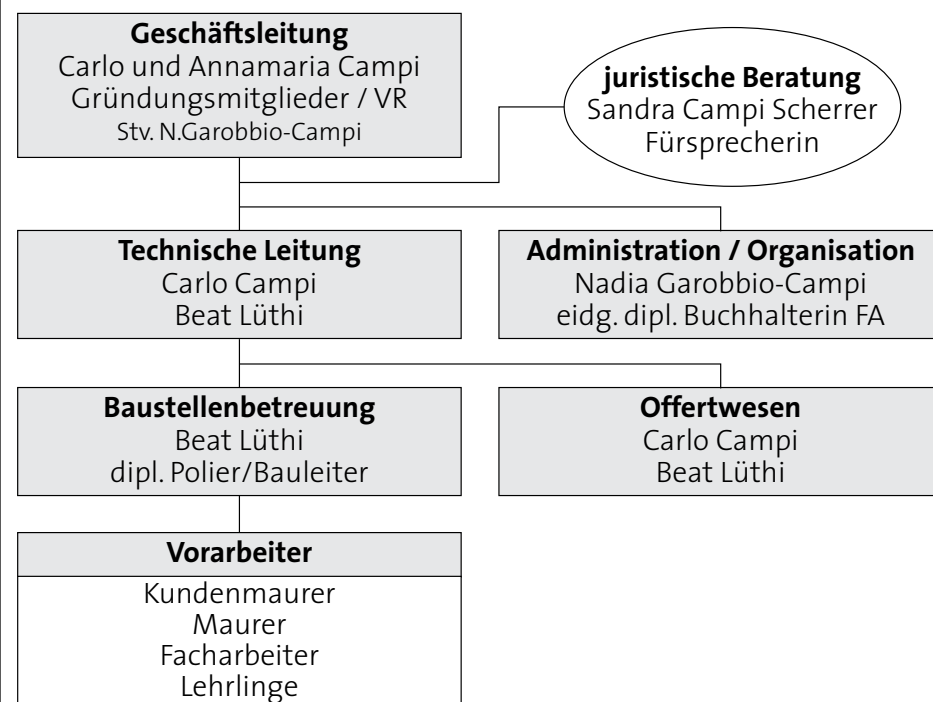 Geschäftsleitung
Carlo und Annamaria Campi
Gründungsmitglieder / VR
Stv. N.Garobbio-Campi
juristische Beratung
Sandra Campi Scherrer
Fürsprecherin
Technische Leitung
Carlo Campi
Beat Lüthi
Administration / Organisation
Nadia Garobbio-Campi
eidg. dipl. Buchhalterin FA
Baustellenbetreuung
Beat Lüthi
dipl. Polier/Bauleiter
Offertwesen
Carlo Campi
Beat Lüthi
Vorarbeiter
Kundenmaurer
Maurer
Facharbeiter
Lehrlinge